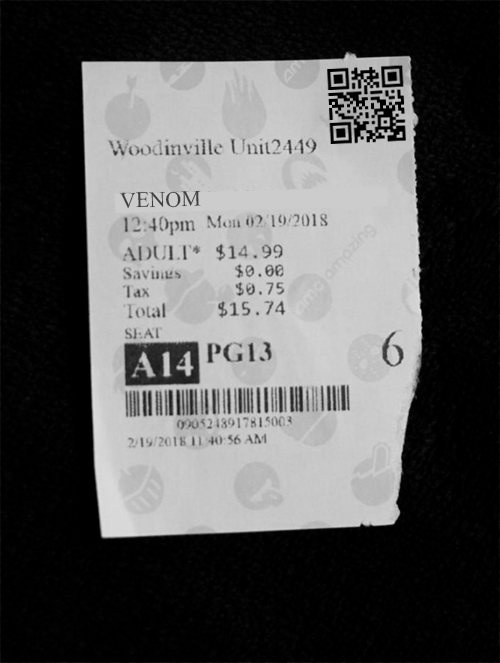 Woodinville Unit2449
VENOM
12:40pm Mon 02/19/2018
ADULT* $14.99
Savings $0.00
Tax $0.75
Total $15.74
SEAT
A14 PG13 6
0905248917815003
2/19/2018 11:40:56 AM
amc amazing
amc